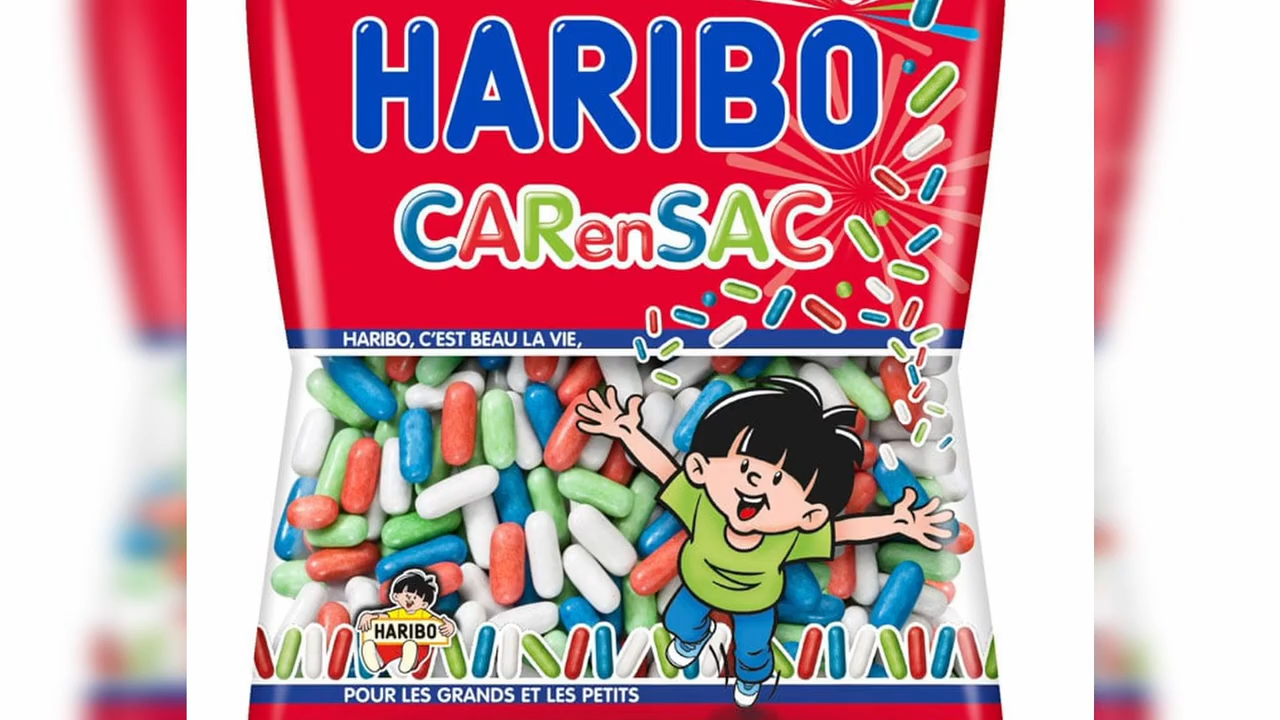 HARIBO
CARenSAC
HARIBO, C'EST BEAU LA VIE,
HARIBO
POUR LES GRANDS ET LES PETITS